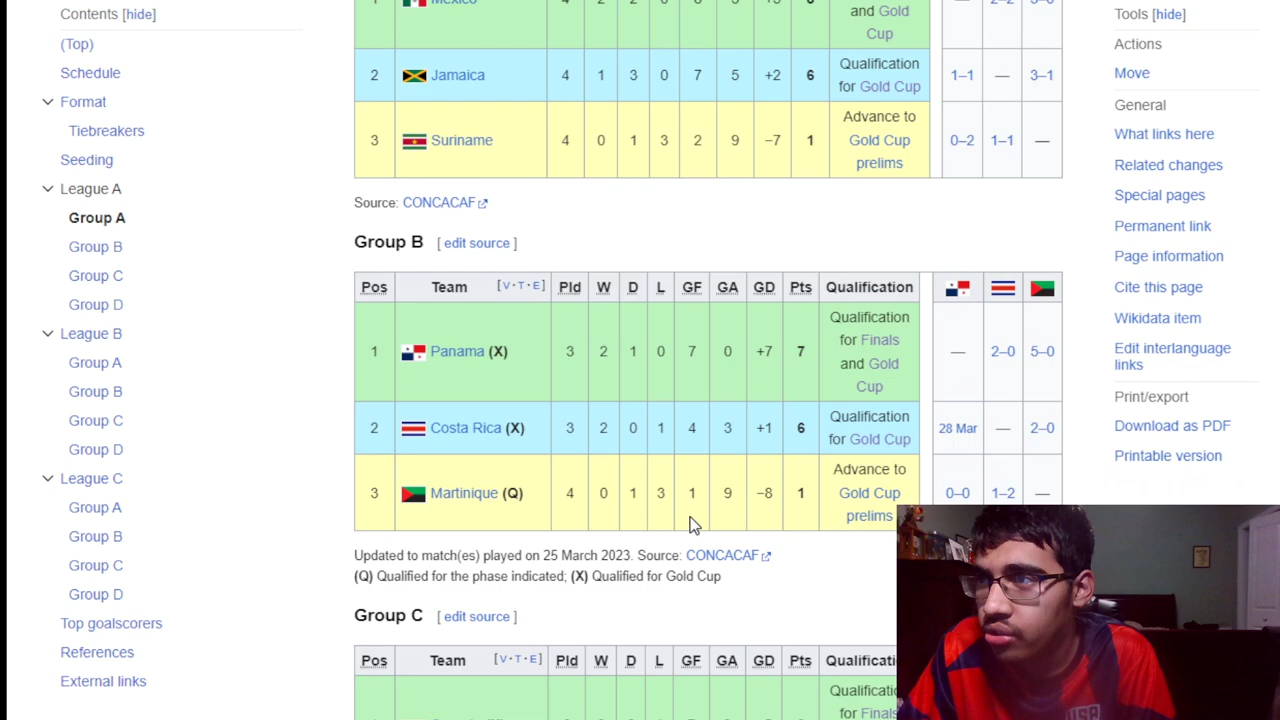 Contents [hide]
(Top)
Schedule
Format
Tiebreakers
Seeding
League A
Group A
Group B
Group C
Group D
League B
Group A
Group B
Group C
Group D
League C
Group A
Group B
Group C
Group D
Top goalscorers
References
External links
and Gold
Cup
2 Jamaica 4 1 3 0 7 5 +2 6 Qualification for Gold Cup 1–1 — 3–1
3 Suriname 4 0 1 3 2 9 −7 1 Advance to Gold Cup prelims 0–2 1–1 —
Source: CONCACAF
Group B [ edit source ]
Pos Team [V·T·E] Pld W D L GF GA GD Pts Qualification
1 Panama (X) 3 2 1 0 7 0 +7 7 Qualification for Finals and Gold Cup — 2–0 5–0
2 Costa Rica (X) 3 2 0 1 4 3 +1 6 Qualification for Gold Cup 28 Mar — 2–0
3 Martinique (Q) 4 0 1 3 1 9 −8 1 Advance to Gold Cup prelims 0–0 1–2 —
Updated to match(es) played on 25 March 2023. Source: CONCACAF
(Q) Qualified for the phase indicated; (X) Qualified for Gold Cup
Group C [ edit source ]
Pos Team [V·T·E] Pld W D L GF GA GD Pts
Tools [hide]
Actions
Move
General
What links here
Related changes
Special pages
Permanent link
Page information
Cite this page
Wikidata item
Edit interlanguage
links
Print/export
Download as PDF
Printable version